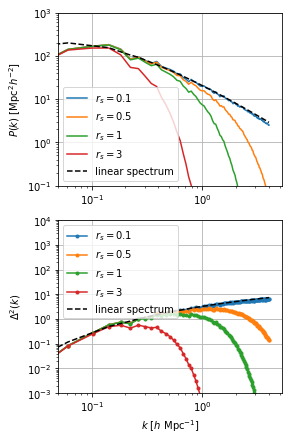 10³
10²
10¹
10⁰
10⁻¹
P(k) [Mpc²h⁻²]
r_s = 0.1
r_s = 0.5
r_s = 1
r_s = 3
linear spectrum
10⁻¹ 10⁰
10⁴
10³
10²
10¹
10⁰
10⁻¹
10⁻²
10⁻³
Δ²(k)
r_s = 0.1
r_s = 0.5
r_s = 1
r_s = 3
linear spectrum
10⁻¹ 10⁰
k [h Mpc⁻¹]